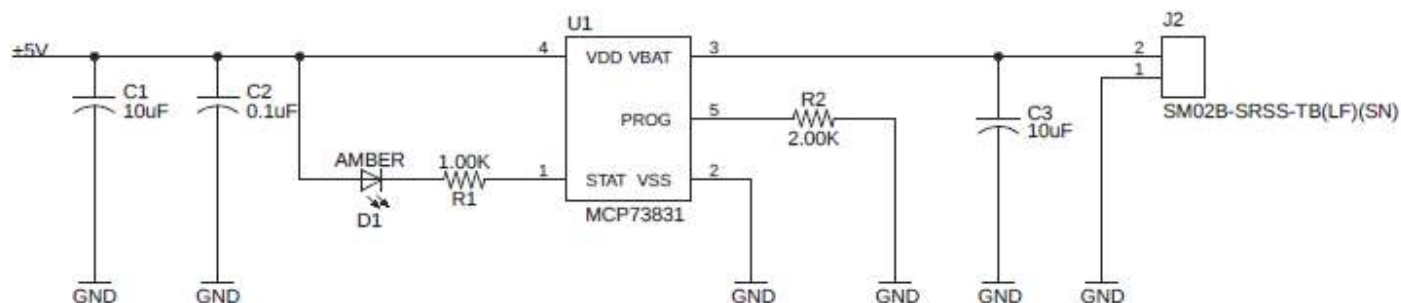 U1
J2
+5V
4
VDD VBAT
3
2
1
C1
10uF
C2
0.1uF
PROG
5
R2
2.00K
C3
10uF
SM02B-SRSS-TB(LF)(SN)
AMBER
1.00K
1
STAT VSS
2
D1
R1
MCP73831
GND
GND
GND
GND
GND
GND